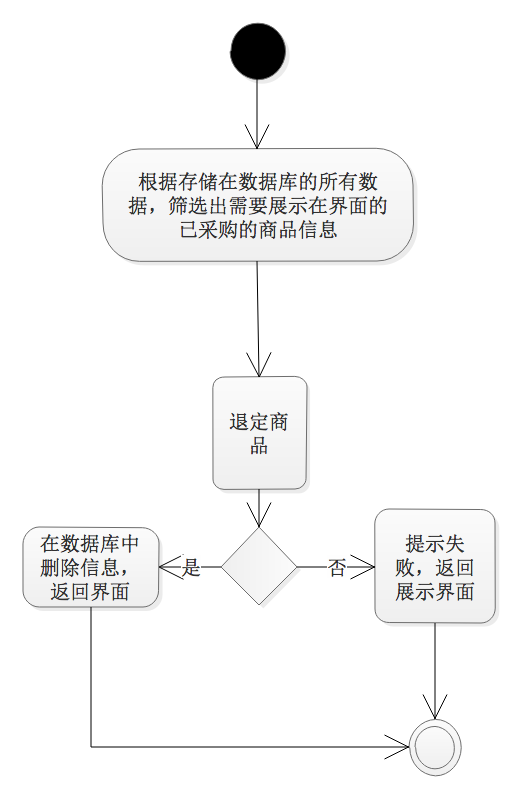 根据存储在数据库的所有数
据，筛选出需要展示在界面的
已采购的商品信息
退定商
品
在数据库中
删除信息，
返回界面
是
否
提示失
败，返回
展示界面